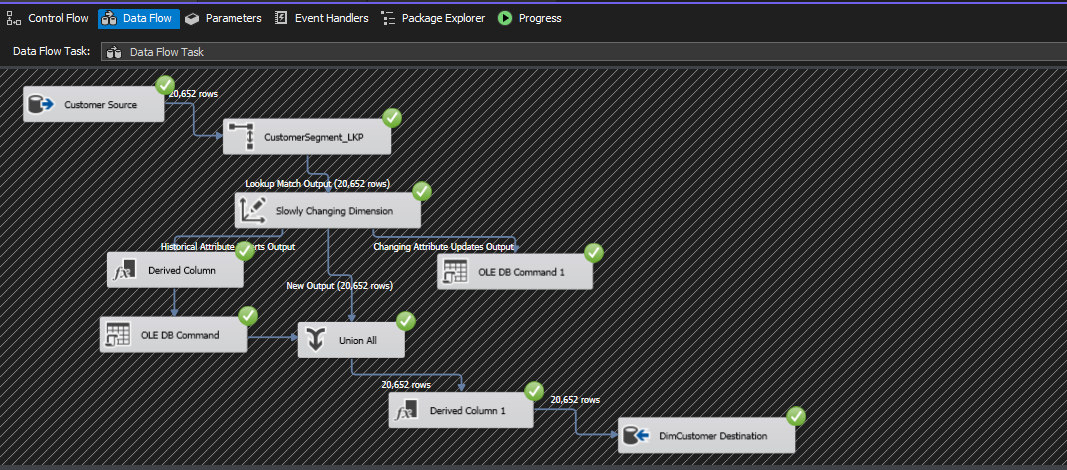 Control Flow
Data Flow
Parameters
Event Handlers
Package Explorer
Progress
Data Flow Task:
Data Flow Task
Customer Source
20,652 rows
CustomerSegment_LKP
Lookup Match Output (20,652 rows)
Slowly Changing Dimension
Historical Attribute Output
Changing Attribute Updates Output
Derived Column
OLE DB Command 1
New Output (20,652 rows)
OLE DB Command
Union All
20,652 rows
Derived Column 1
20,652 rows
DimCustomer Destination